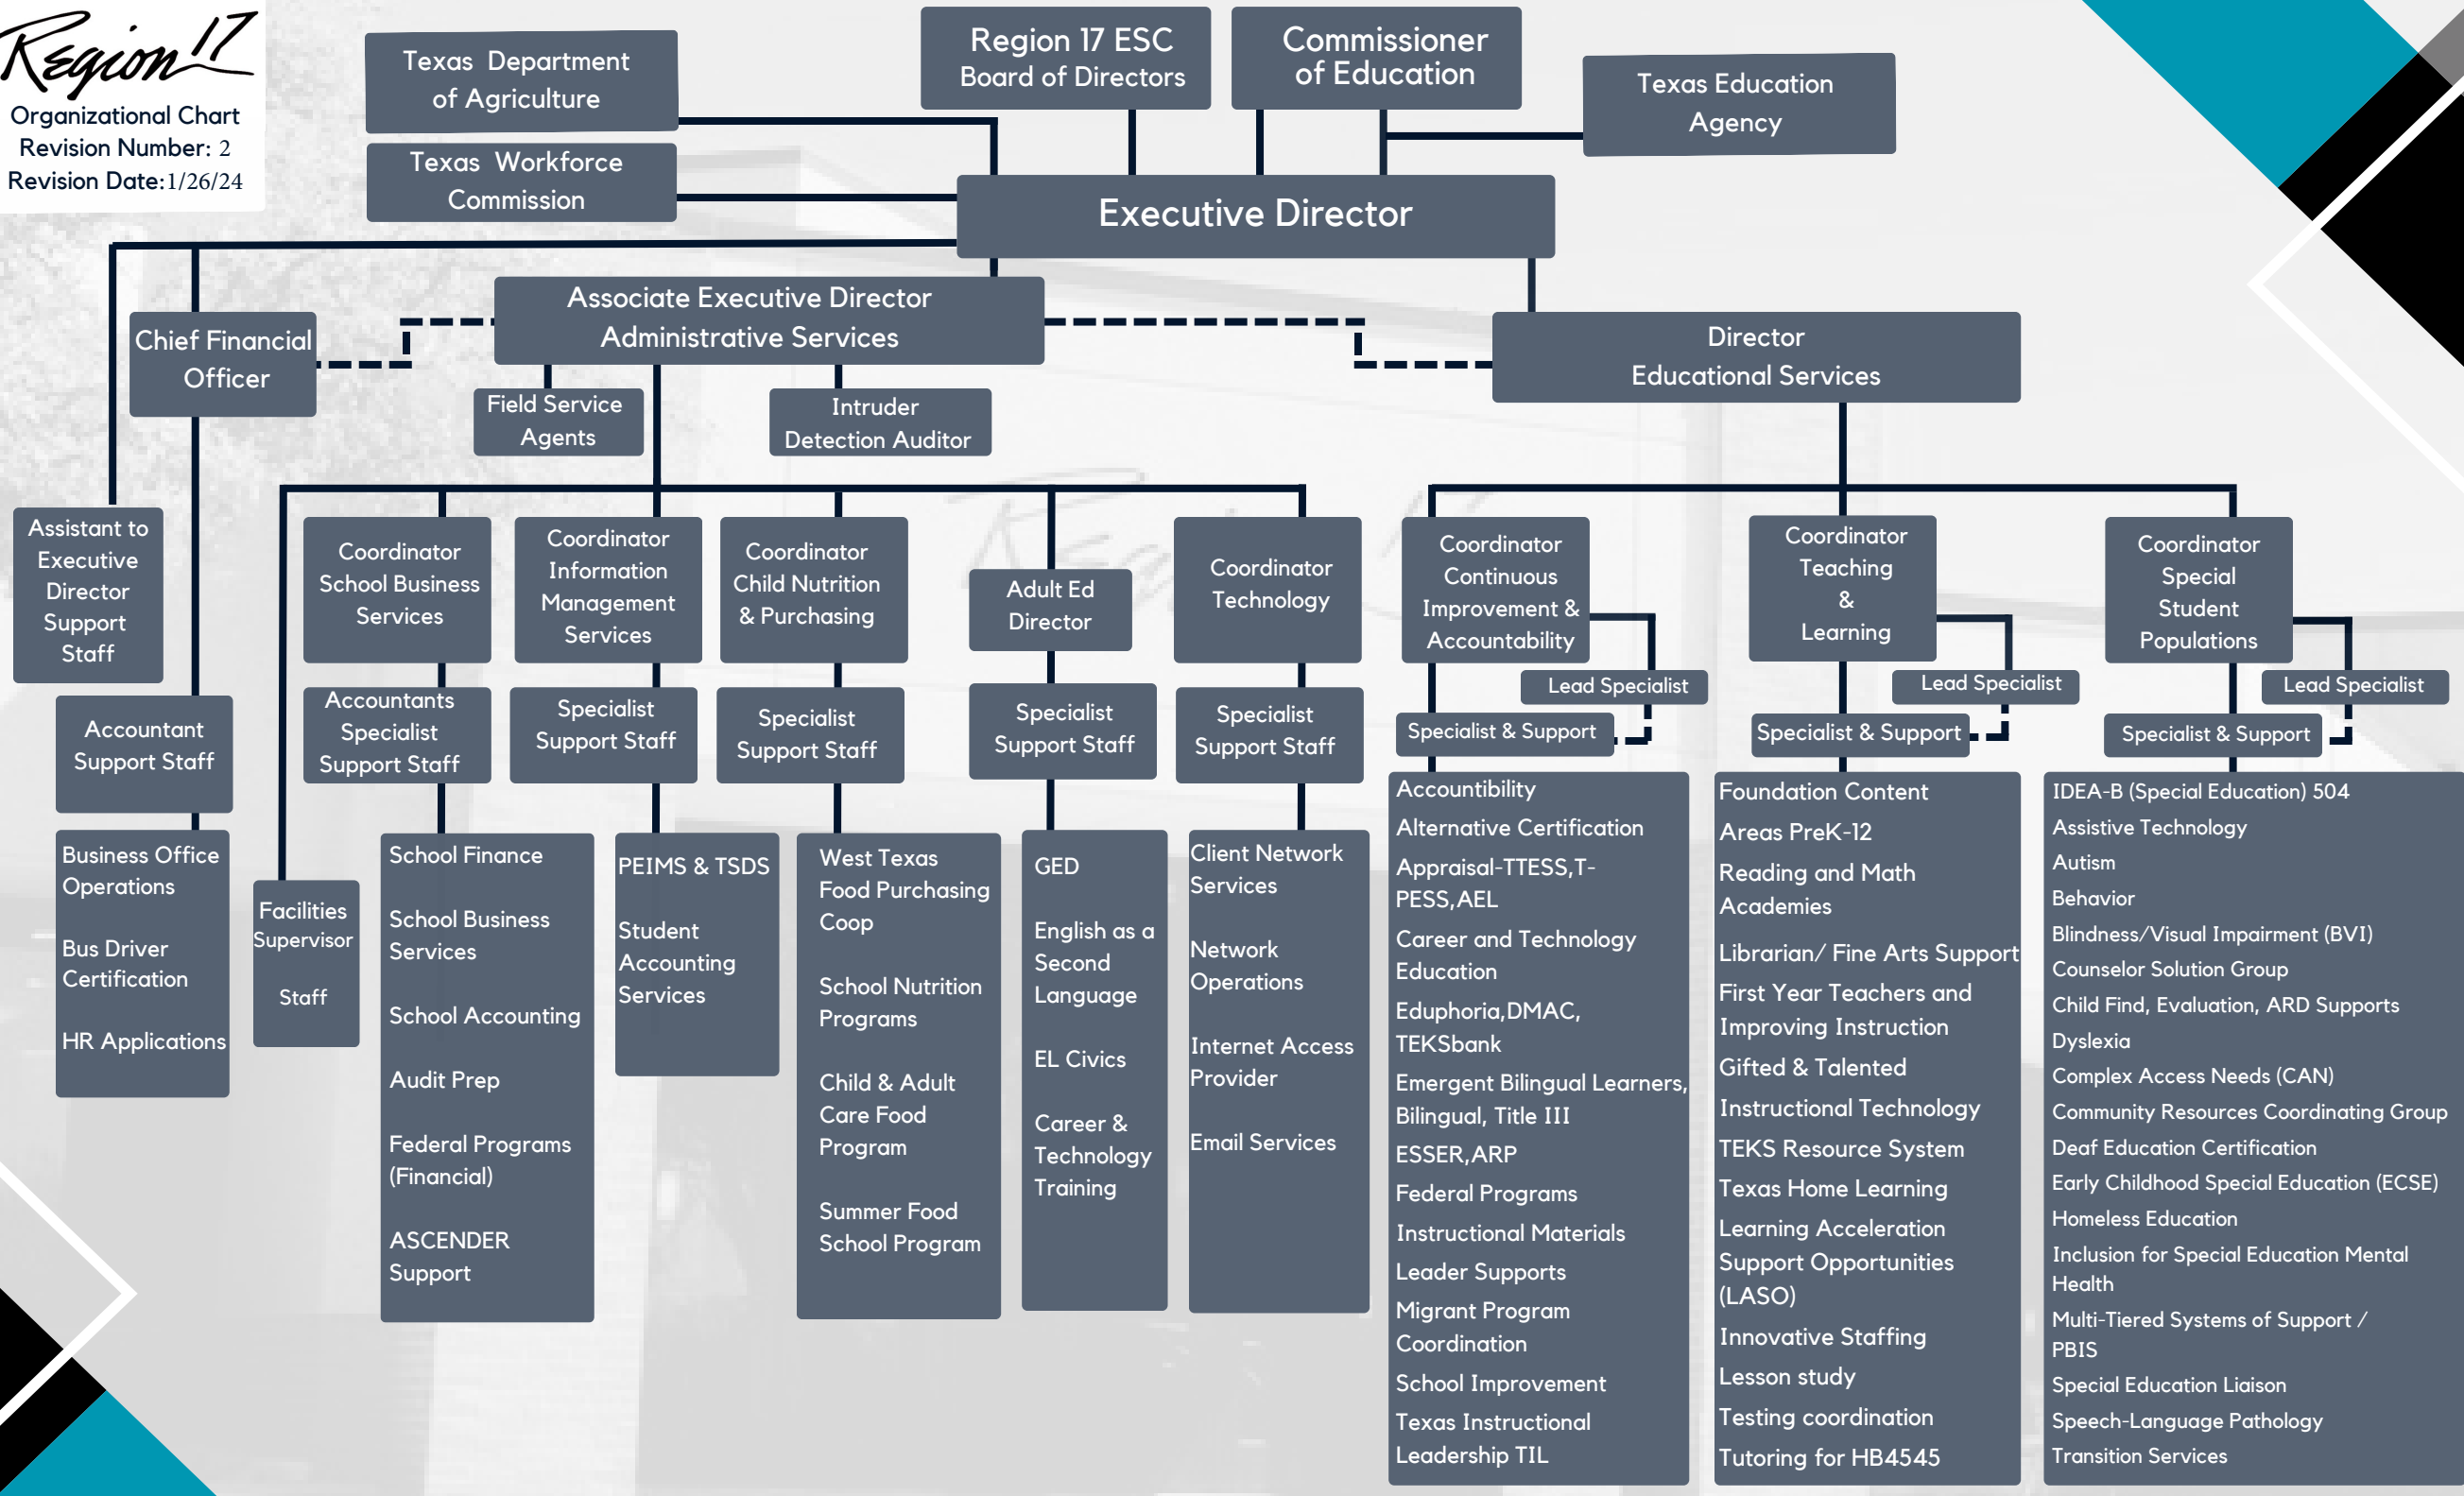 Region 17
Organizational Chart
Revision Number: 2
Revision Date:1/26/24
Texas Department
of Agriculture
Texas Workforce
Commission
Region 17 ESC
Board of Directors
Commissioner
of Education
Texas Education
Agency
Executive Director
Chief Financial
Officer
Associate Executive Director
Administrative Services
Director
Educational Services
Field Service
Agents
Intruder
Detection Auditor
Assistant to
Executive
Director
Support
Staff
Coordinator
School Business
Services
Coordinator
Information
Management
Services
Coordinator
Child Nutrition
& Purchasing
Adult Ed
Director
Coordinator
Technology
Coordinator
Continuous
Improvement &
Accountability
Coordinator
Teaching
&
Learning
Coordinator
Special
Student
Populations
Lead Specialist
Lead Specialist
Lead Specialist
Accountant
Support Staff
Accountants
Specialist
Support Staff
Specialist
Support Staff
Specialist
Support Staff
Specialist
Support Staff
Specialist
Support Staff
Specialist & Support
Specialist & Support
Specialist & Support
Business Office
Operations
Bus Driver
Certification
HR Applications
Facilities
Supervisor
Staff
School Finance
School Business
Services
School Accounting
Audit Prep
Federal Programs
(Financial)
ASCENDER
Support
PEIMS & TSDS
Student
Accounting
Services
West Texas
Food Purchasing
Coop
School Nutrition
Programs
Child & Adult
Care Food
Program
Summer Food
School Program
GED
English as a
Second
Language
EL Civics
Career &
Technology
Training
Client Network
Services
Network
Operations
Internet Access
Provider
Email Services
Accountibility
Alternative Certification
Appraisal-TTESS,T-
PESS,AEL
Career and Technology
Education
Eduphoria,DMAC,
TEKSbank
Emergent Bilingual Learners,
Bilingual, Title III
ESSER,ARP
Federal Programs
Instructional Materials
Leader Supports
Migrant Program
Coordination
School Improvement
Texas Instructional
Leadership TIL
Foundation Content
Areas PreK-12
Reading and Math
Academies
Librarian/ Fine Arts Support
First Year Teachers and
Improving Instruction
Gifted & Talented
Instructional Technology
TEKS Resource System
Texas Home Learning
Learning Acceleration
Support Opportunities
(LASO)
Innovative Staffing
Lesson study
Testing coordination
Tutoring for HB4545
IDEA-B (Special Education) 504
Assistive Technology
Autism
Behavior
Blindness/Visual Impairment (BVI)
Counselor Solution Group
Child Find, Evaluation, ARD Supports
Dyslexia
Complex Access Needs (CAN)
Community Resources Coordinating Group
Deaf Education Certification
Early Childhood Special Education (ECSE)
Homeless Education
Inclusion for Special Education Mental
Health
Multi-Tiered Systems of Support /
PBIS
Special Education Liaison
Speech-Language Pathology
Transition Services